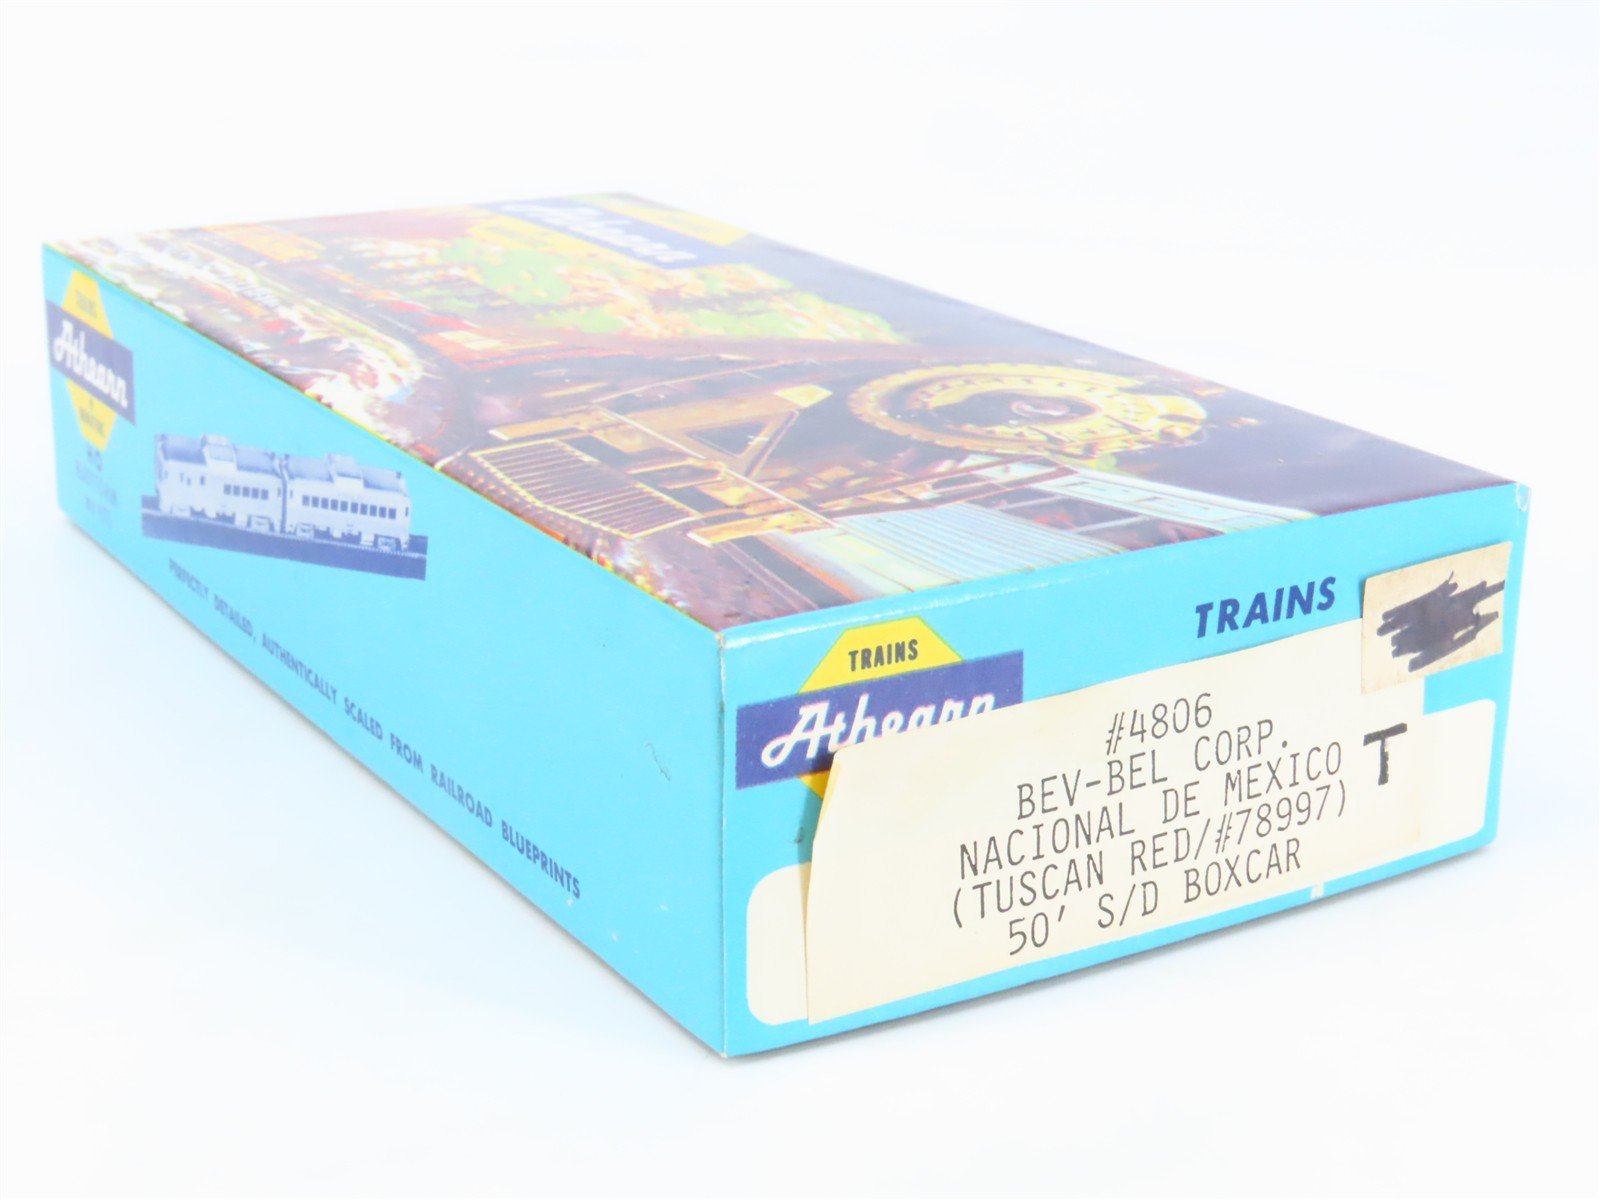 Athearn
TRAINS
Athearn
PERFECTLY DETAILED, AUTHENTICALLY SCALED FROM RAILROAD BLUEPRINTS
TRAINS
Athearn
TRAINS
#4806
BEV-BEL CORP.
NACIONAL DE MEXICO
(TUSCAN RED/#78997)
50' S/D BOXCAR
T